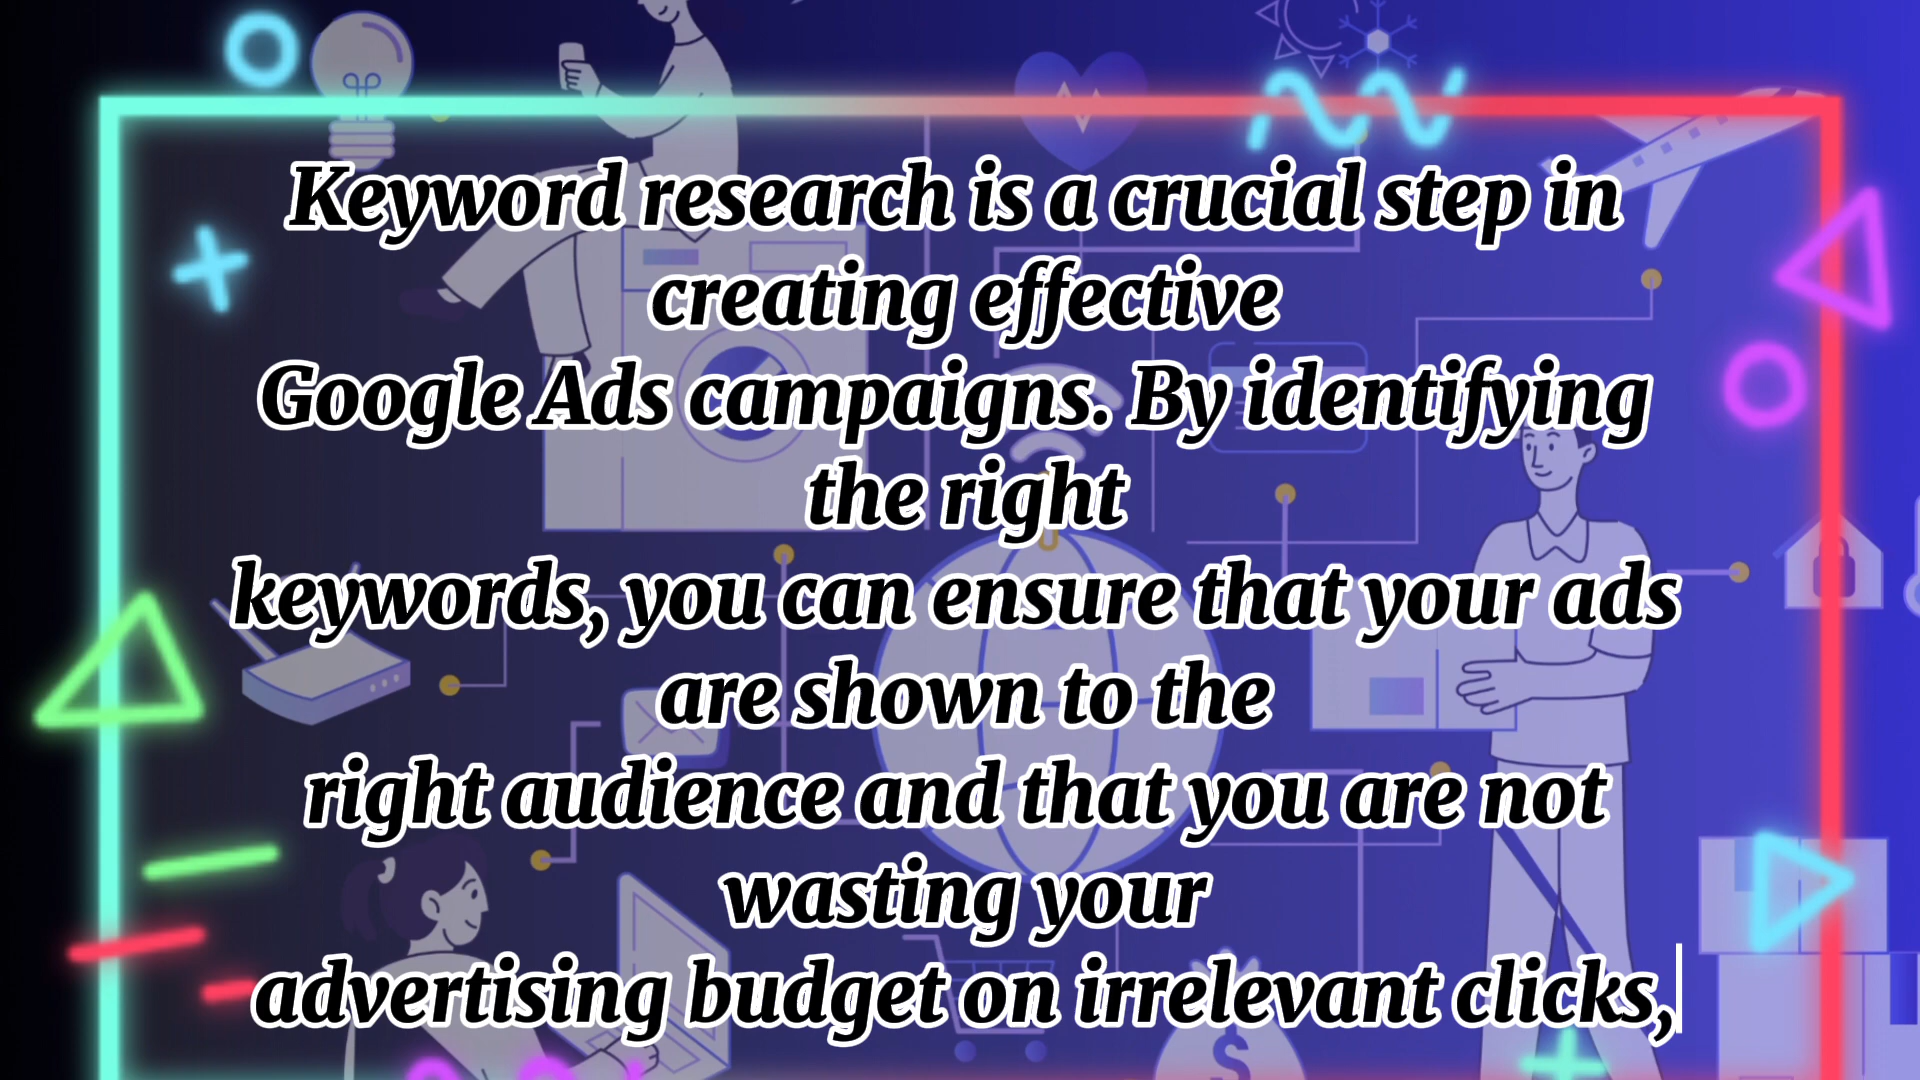 Keyword research is a crucial step in
creating effective
Google Ads campaigns. By identifying
the right
keywords, you can ensure that your ads
are shown to the
right audience and that you are not
wasting your
advertising budget on irrelevant clicks,